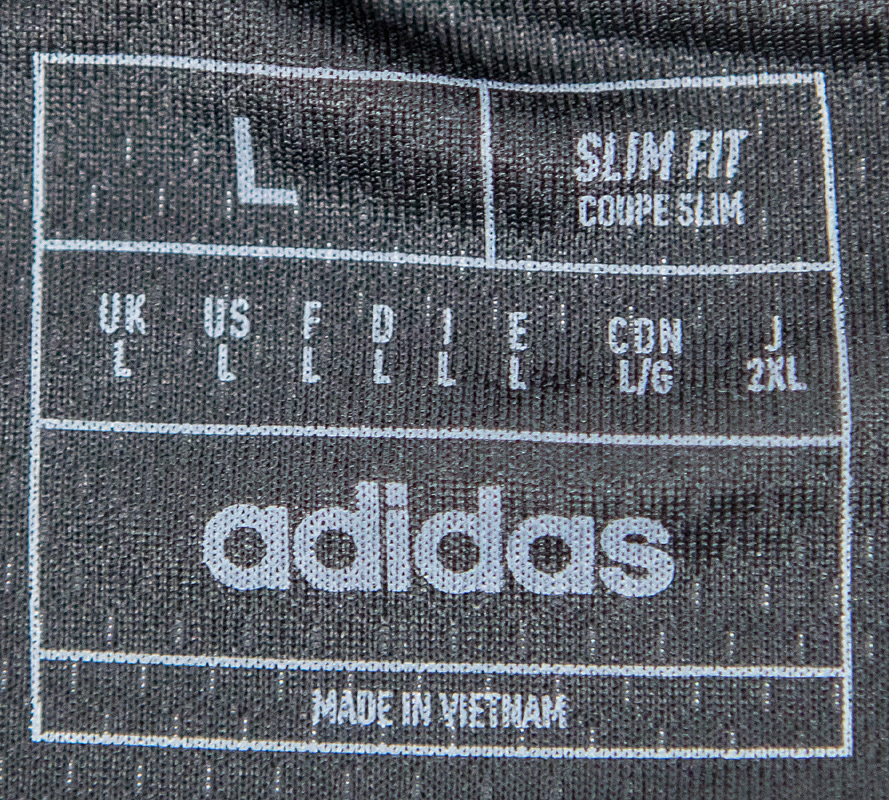 L
SLIM FIT
COUPE SLIM
UK US F D I E CDN J
L L L L L L L/G 2XL
adidas
MADE IN VIETNAM